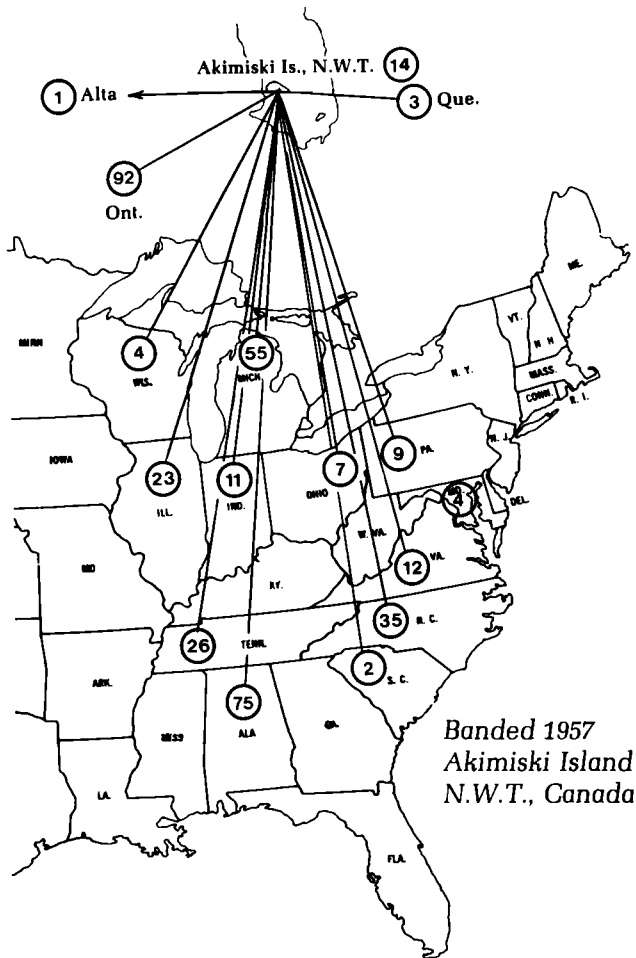 Akimiski Is., N.W.T. 14
1 Alta
3 Que.
92
Ont.
ME.
VT.
N H
MINN
4
WIS.
55
MICH
N. Y.
MASS.
CONN.
R. I.
IOWA
23
ILL.
11
IND.
7
OHIO
9 PA.
N. J.
MD.
4
DEL.
W. VA.
12 VA.
MO
KY.
35 N. C.
26
TENN.
2 S. C.
ARK.
MISS
75
ALA
GA.
LA.
FLA.
Banded 1957
Akimiski Island
N.W.T., Canada